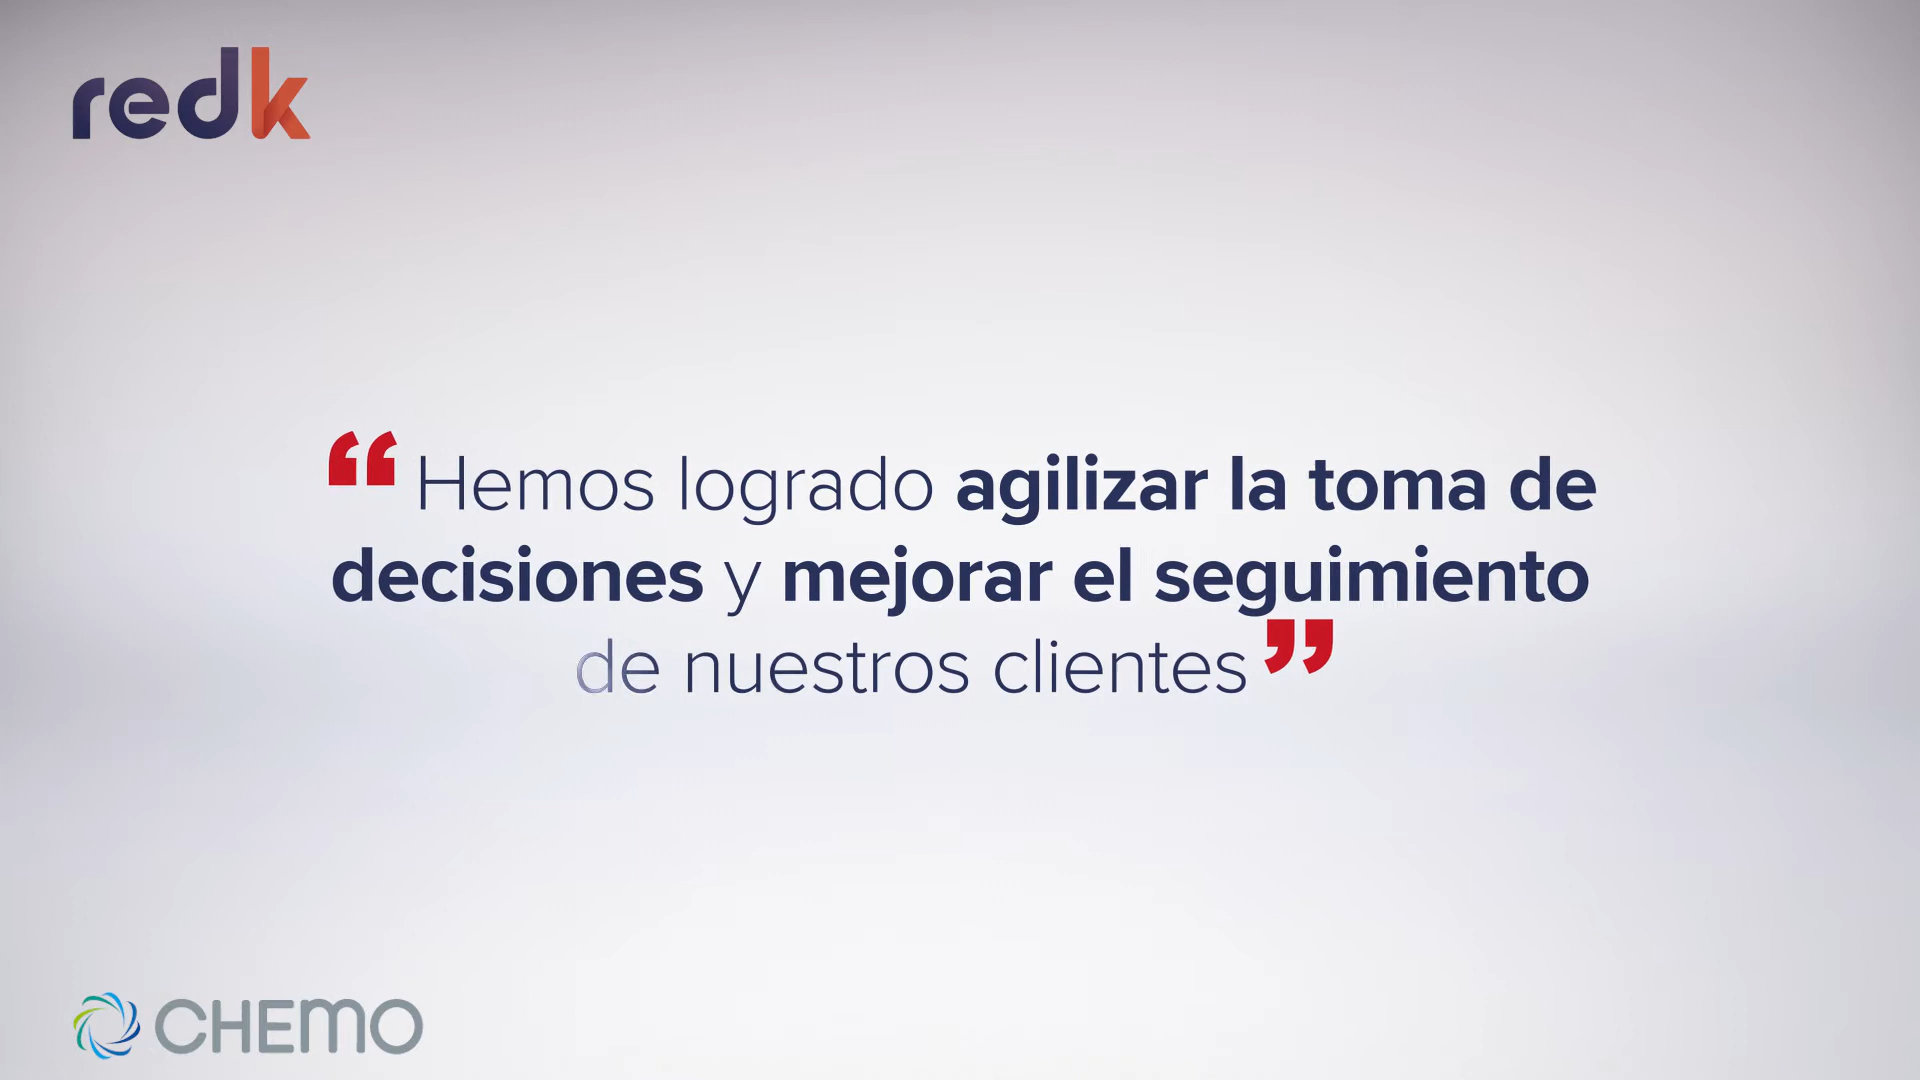 redk
“ Hemos logrado agilizar la toma de
decisiones y mejorar el seguimiento
de nuestros clientes ”
CHEMO